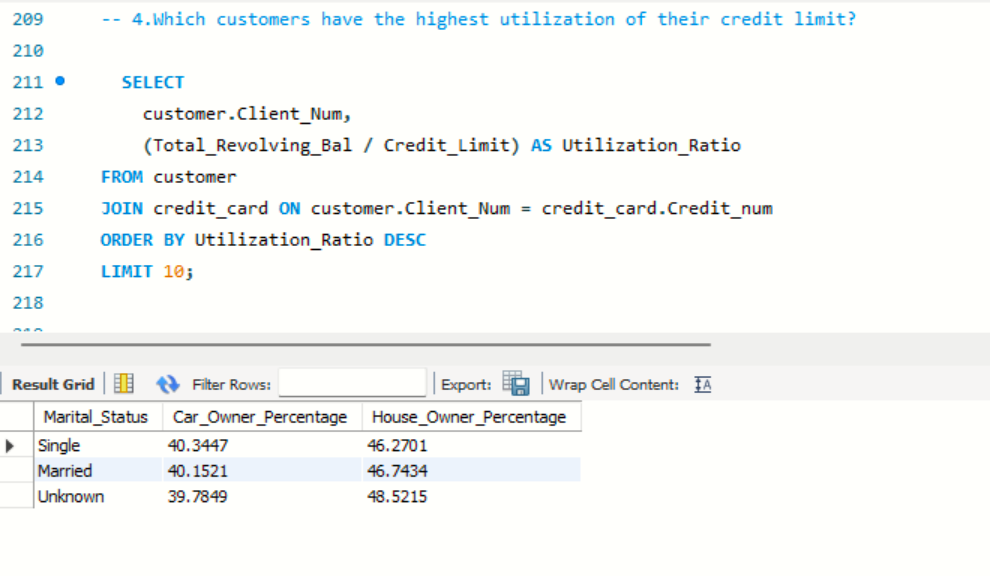 209 -- 4.Which customers have the highest utilization of their credit limit?
210
211 SELECT
212 customer.Client_Num,
213 (Total_Revolving_Bal / Credit_Limit) AS Utilization_Ratio
214 FROM customer
215 JOIN credit_card ON customer.Client_Num = credit_card.Credit_num
216 ORDER BY Utilization_Ratio DESC
217 LIMIT 10;
218
Result Grid Filter Rows: Export: Wrap Cell Content: IA
Marital_Status Car_Owner_Percentage House_Owner_Percentage
Single 40.3447 46.2701
Married 40.1521 46.7434
Unknown 39.7849 48.5215